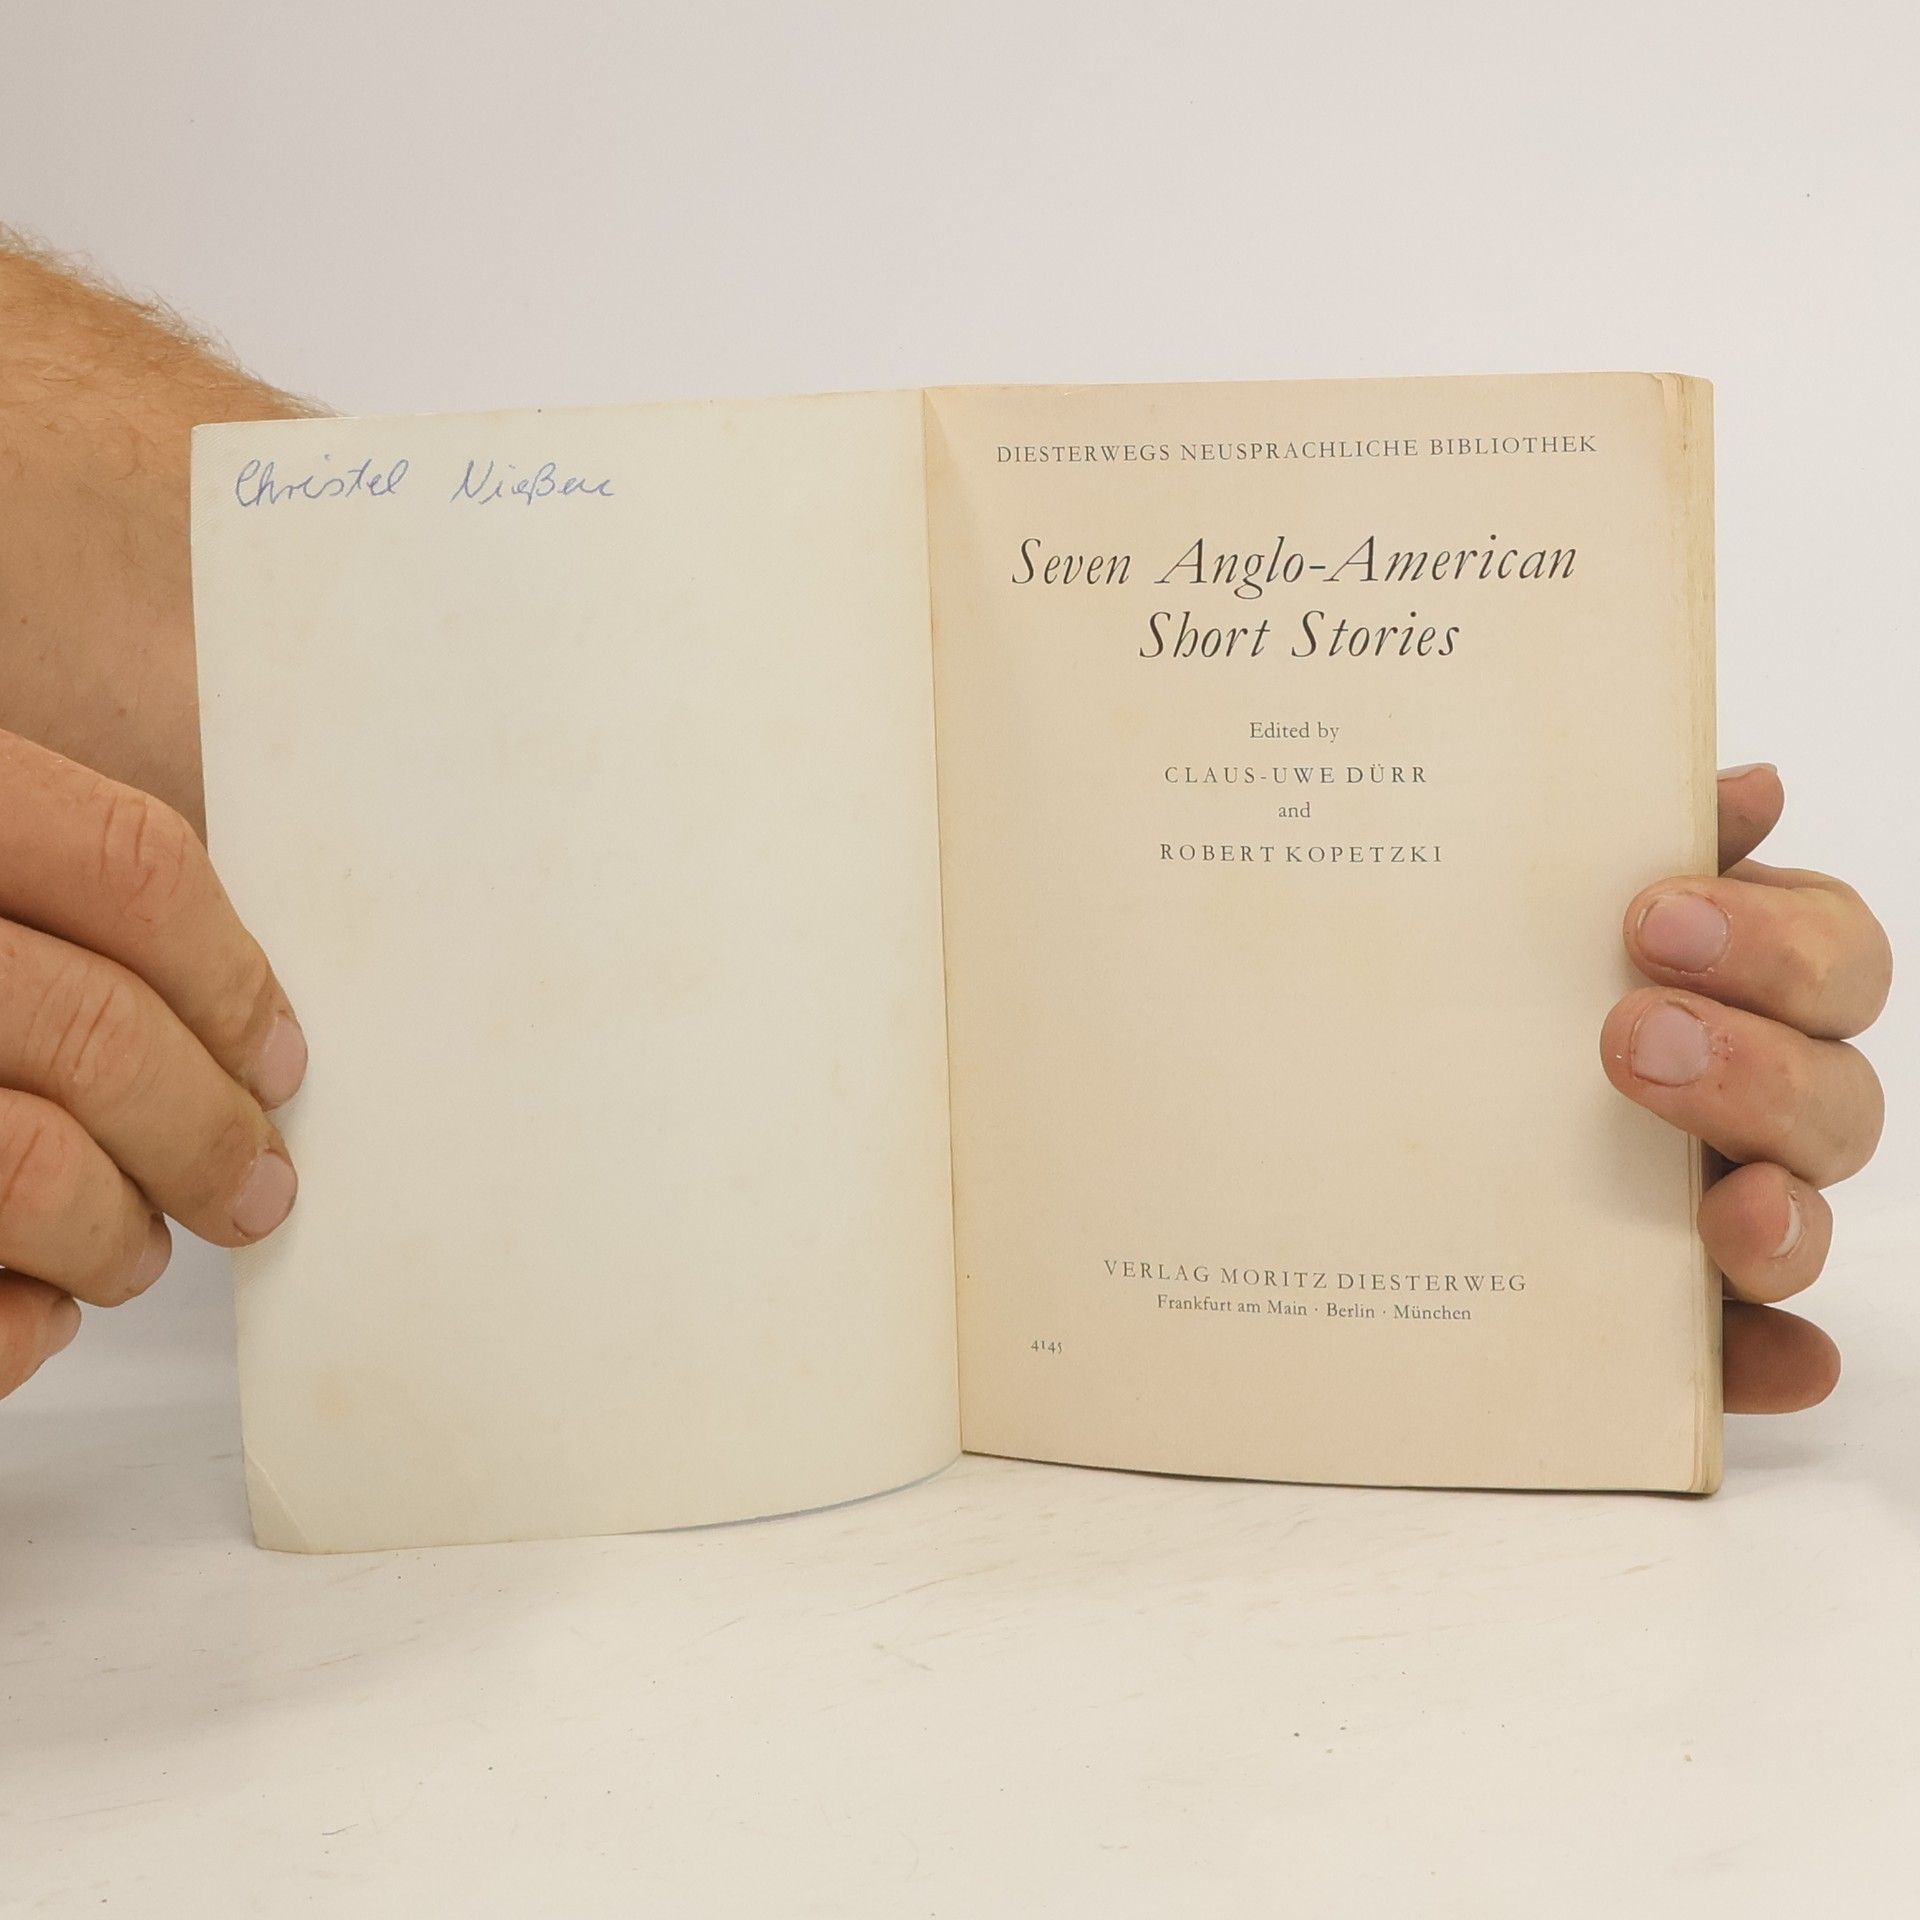 Christel Nießen
DIESTERWEGS NEUSPRACHLICHE BIBLIOTHEK
Seven Anglo-American
Short Stories
Edited by
CLAUS-UWE DÜRR
and
ROBERT KOPETZKI
VERLAG MORITZ DIESTERWEG
Frankfurt am Main · Berlin · München
4145